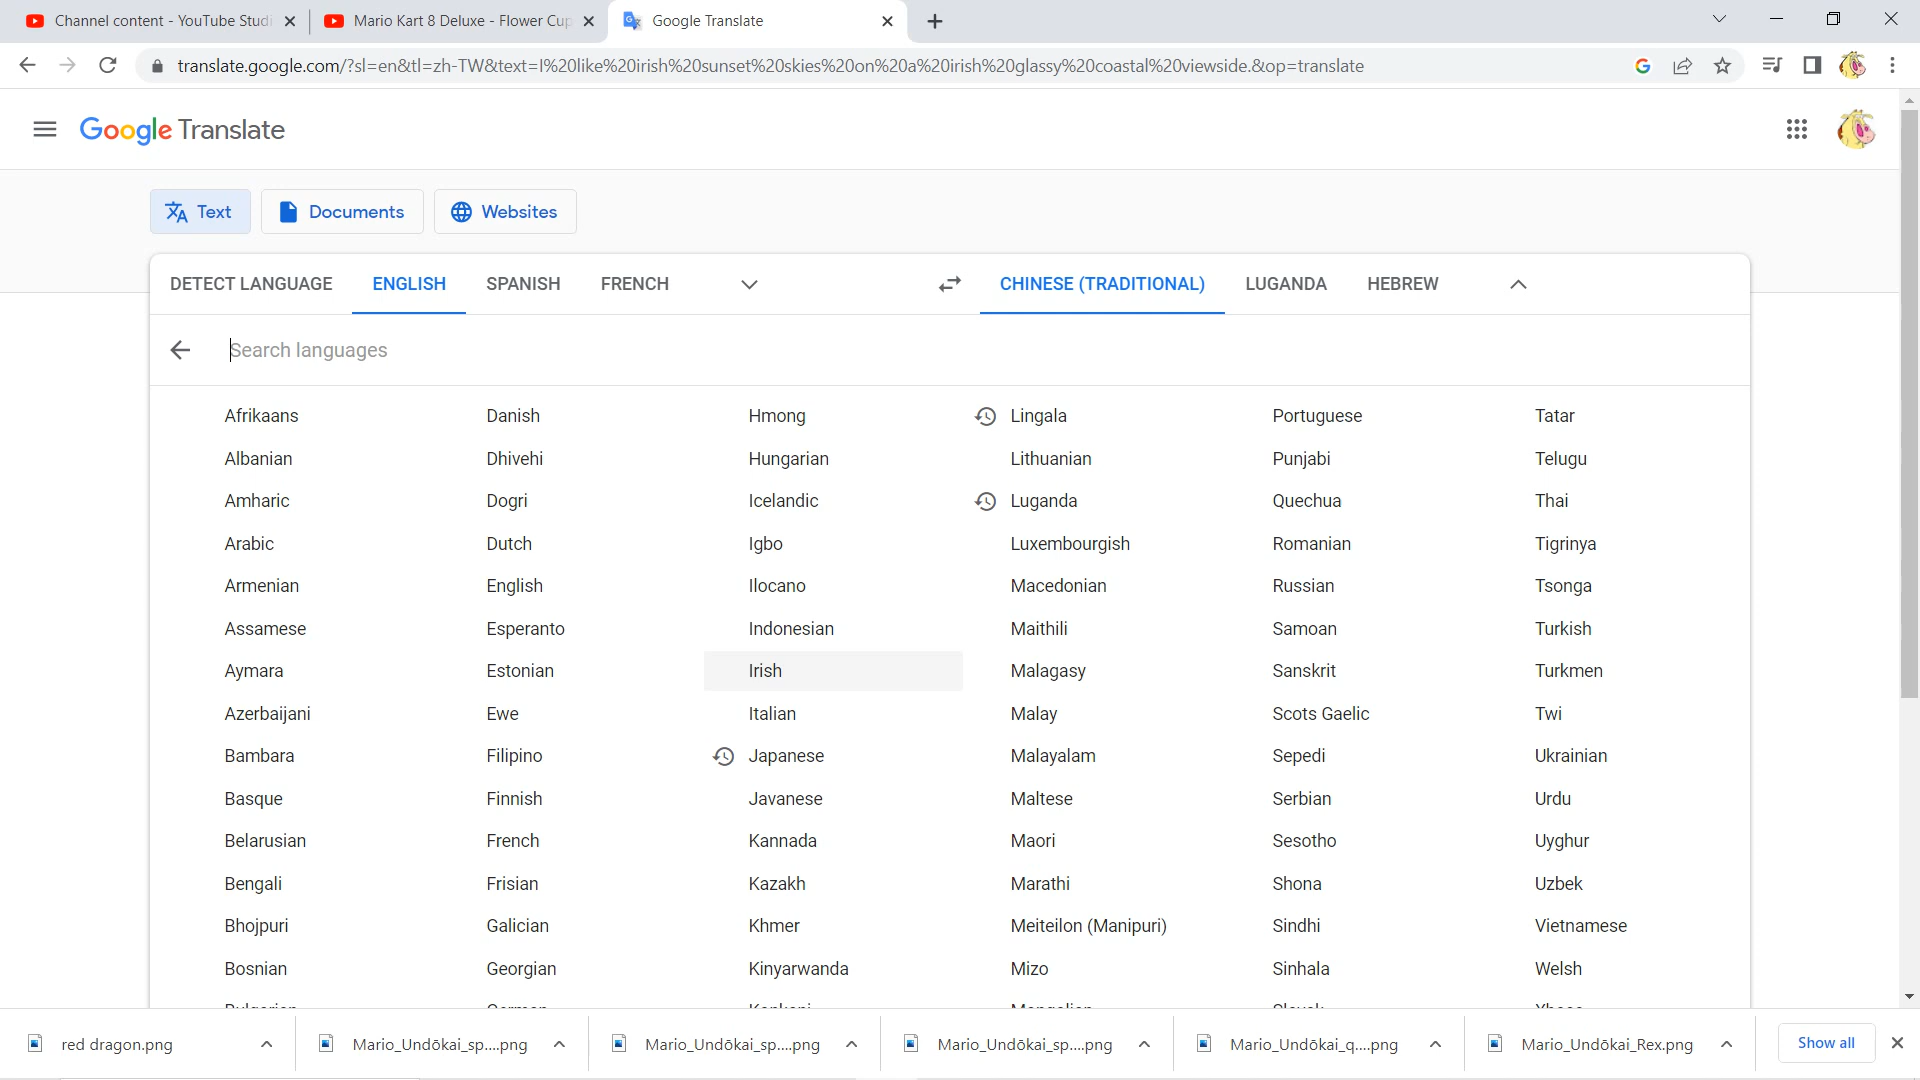 Channel content - YouTube Studi
Mario Kart 8 Deluxe - Flower Cup
Google Translate
translate.google.com/?sl=en&tl=zh-TW&text=I%20like%20irish%20sunset%20skies%20on%20a%20irish%20glassy%20coastal%20viewside.&op=translate
Google Translate
Text Documents Websites
DETECT LANGUAGE ENGLISH SPANISH FRENCH CHINESE (TRADITIONAL) LUGANDA HEBREW
Search languages
Afrikaans Danish Hmong Lingala Portuguese Tatar
Albanian Dhivehi Hungarian Lithuanian Punjabi Telugu
Amharic Dogri Icelandic Luganda Quechua Thai
Arabic Dutch Igbo Luxembourgish Romanian Tigrinya
Armenian English Ilocano Macedonian Russian Tsonga
Assamese Esperanto Indonesian Maithili Samoan Turkish
Aymara Estonian Irish Malagasy Sanskrit Turkmen
Azerbaijani Ewe Italian Malay Scots Gaelic Twi
Bambara Filipino Japanese Malayalam Sepedi Ukrainian
Basque Finnish Javanese Maltese Serbian Urdu
Belarusian French Kannada Maori Sesotho Uyghur
Bengali Frisian Kazakh Marathi Shona Uzbek
Bhojpuri Galician Khmer Meiteilon (Manipuri) Sindhi Vietnamese
Bosnian Georgian Kinyarwanda Mizo Sinhala Welsh
red dragon.png Mario_Undōkai_sp....png Mario_Undōkai_sp....png Mario_Undōkai_sp....png Mario_Undōkai_q....png Mario_Undōkai_Rex.png Show all